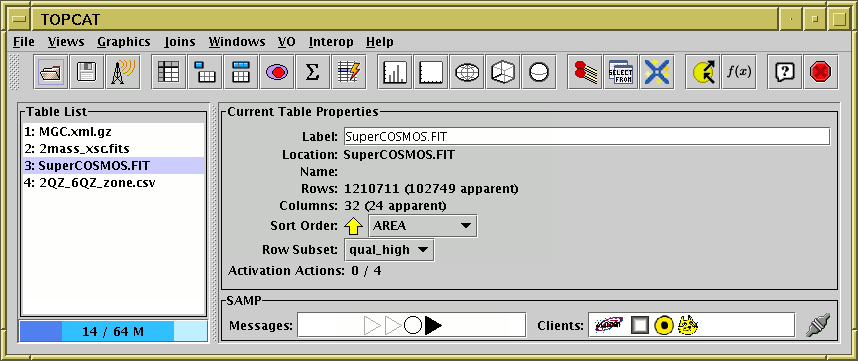 TOPCAT
File Views Graphics Joins Windows VO Interop Help
Σ SELECT FROM f(x) ?
Table List
1: MGC.xml.gz
2: 2mass_xsc.fits
3: SuperCOSMOS.FIT
4: 2QZ_6QZ_zone.csv
14 / 64 M
Current Table Properties
Label: SuperCOSMOS.FIT
Location: SuperCOSMOS.FIT
Name:
Rows: 1210711 (102749 apparent)
Columns: 32 (24 apparent)
Sort Order: AREA
Row Subset: qual_high
Activation Actions: 0 / 4
SAMP
Messages: Clients: